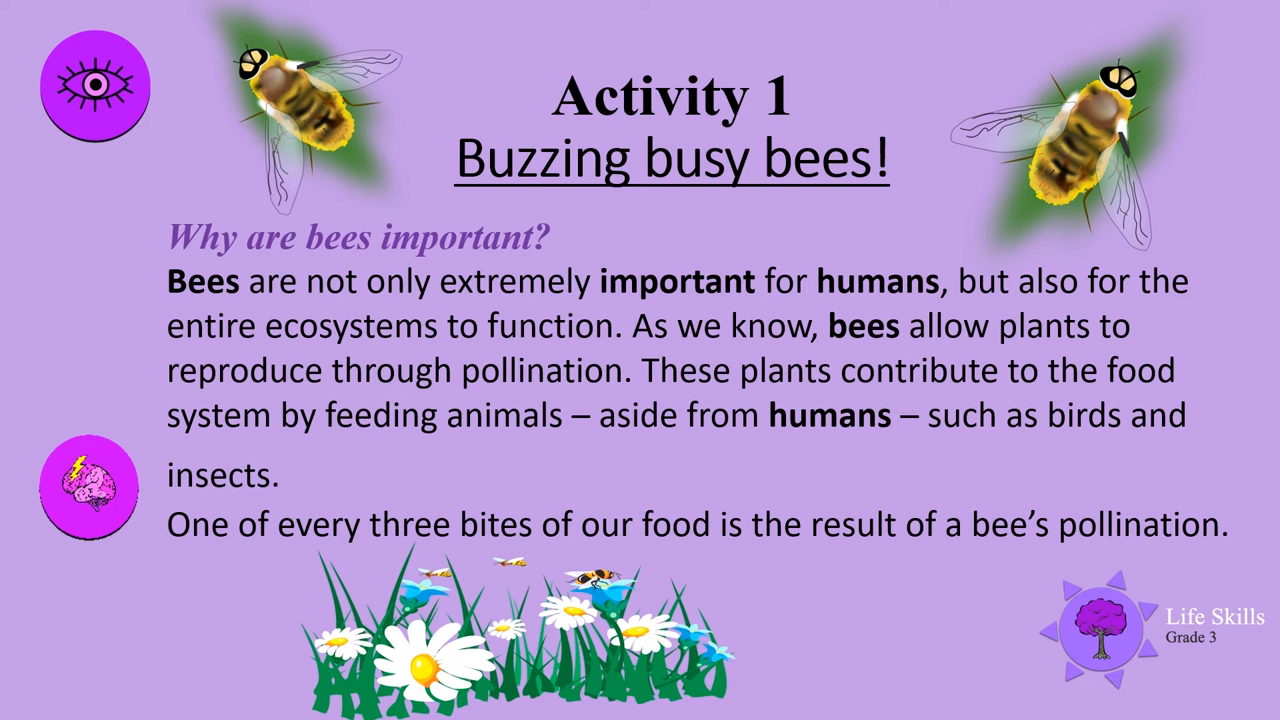 Activity 1
Buzzing busy bees!
Why are bees important?
Bees are not only extremely important for humans, but also for the
entire ecosystems to function. As we know, bees allow plants to
reproduce through pollination. These plants contribute to the food
system by feeding animals – aside from humans – such as birds and
insects.
One of every three bites of our food is the result of a bee’s pollination.
Life Skills
Grade 3